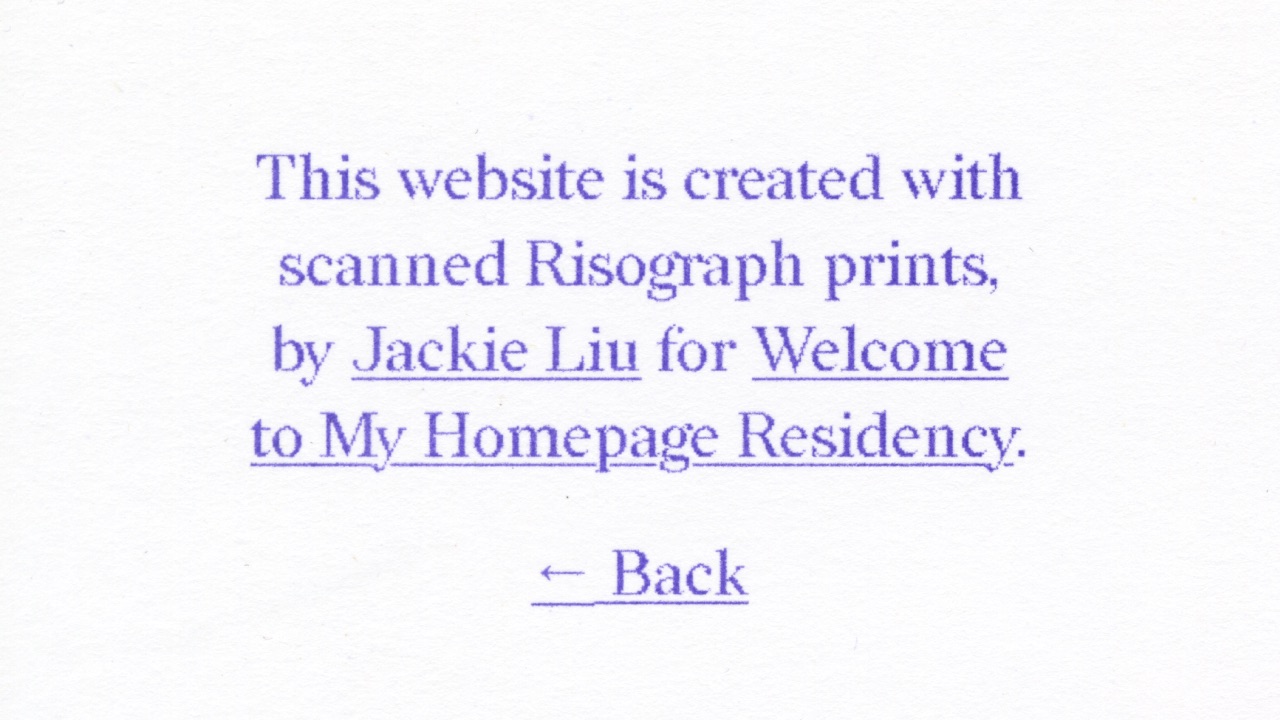 This website is created with
scanned Risograph prints,
by Jackie Liu for Welcome
to My Homepage Residency.
← Back